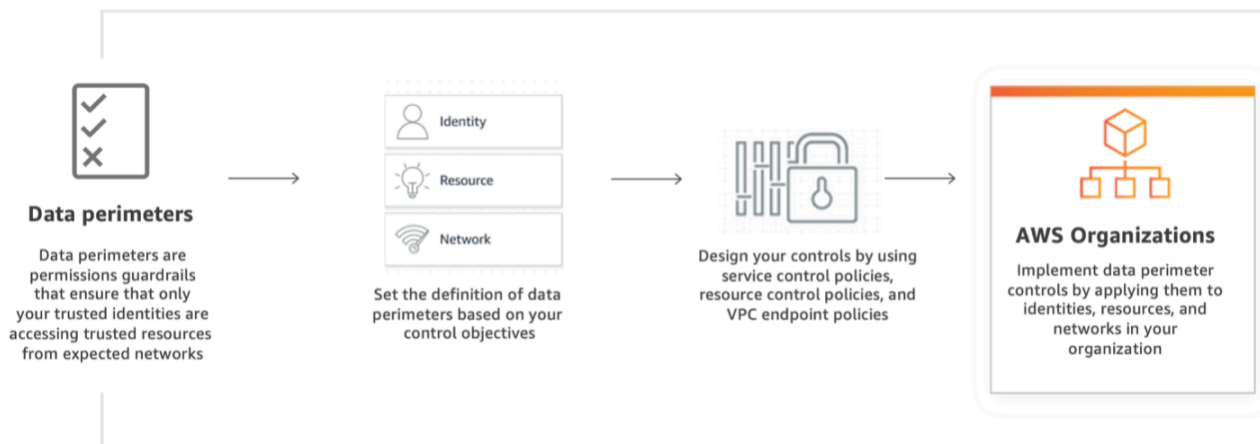 Data perimeters
Data perimeters are
permissions guardrails
that ensure that only
your trusted identities are
accessing trusted resources
from expected networks
Identity
Resource
Network
Set the definition of data
perimeters based on your
control objectives
Design your controls by using
service control policies,
resource control policies, and
VPC endpoint policies
AWS Organizations
Implement data perimeter
controls by applying them to
identities, resources, and
networks in your
organization